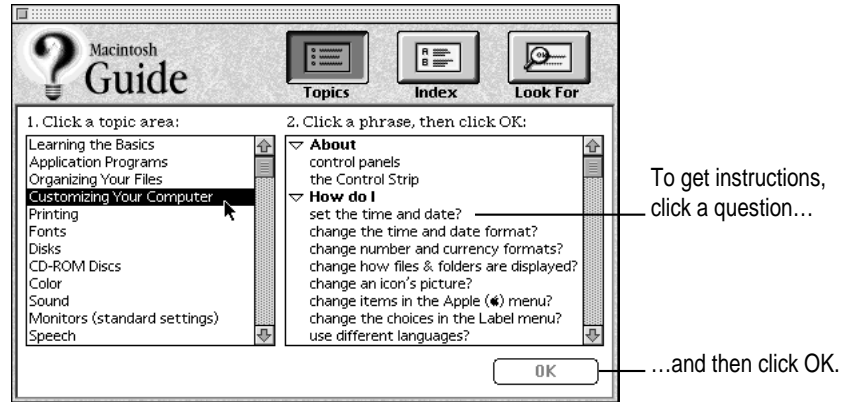 Macintosh
Guide
Topics
Index
Look For
1. Click a topic area:
Learning the Basics
Application Programs
Organizing Your Files
Customizing Your Computer
Printing
Fonts
Disks
CD-ROM Discs
Color
Sound
Monitors (standard settings)
Speech
2. Click a phrase, then click OK:
About
control panels
the Control Strip
How do I
set the time and date?
change the time and date format?
change number and currency formats?
change how files & folders are displayed?
change an icon's picture?
change items in the Apple () menu?
change the choices in the Label menu?
use different languages?
OK
To get instructions,
click a question…
…and then click OK.